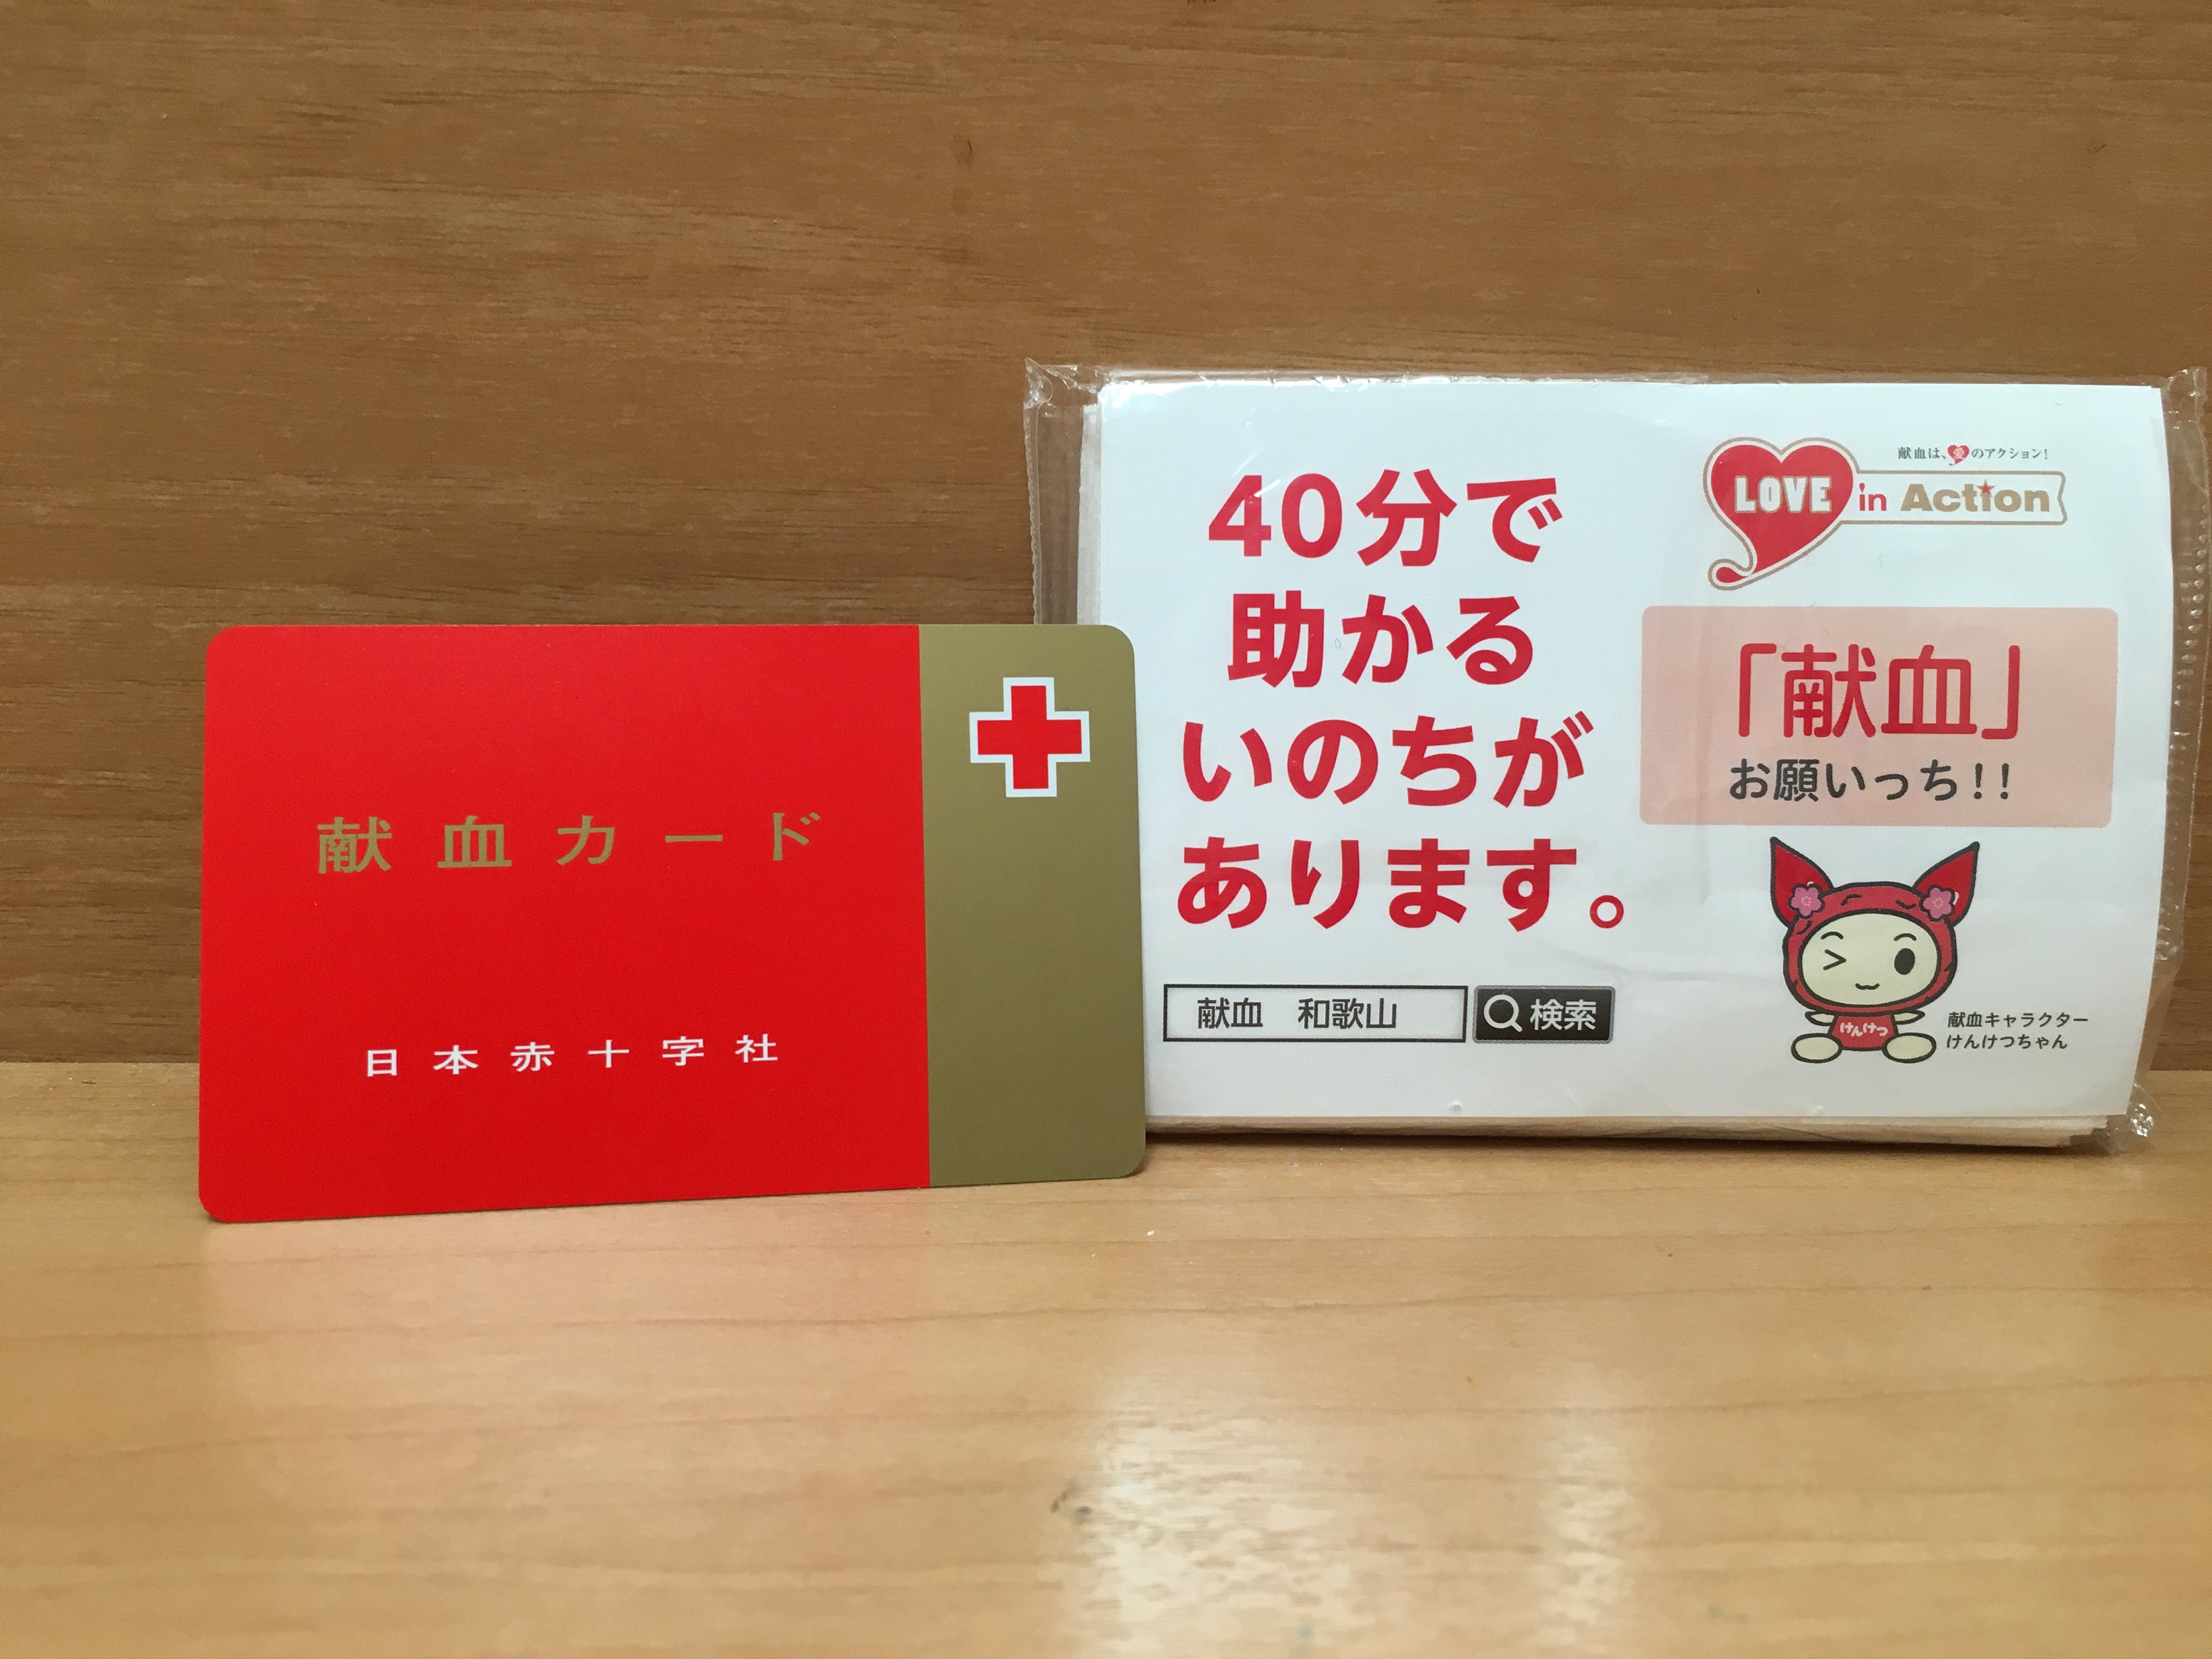 献血カード
日本赤十字社
40分で
助かる
いのちが
あります。
献血 和歌山
検索
献血は、愛のアクション!
LOVE in Action
「献血」
お願いっち!!
けんけつ
献血キャラクター
けんけつちゃん